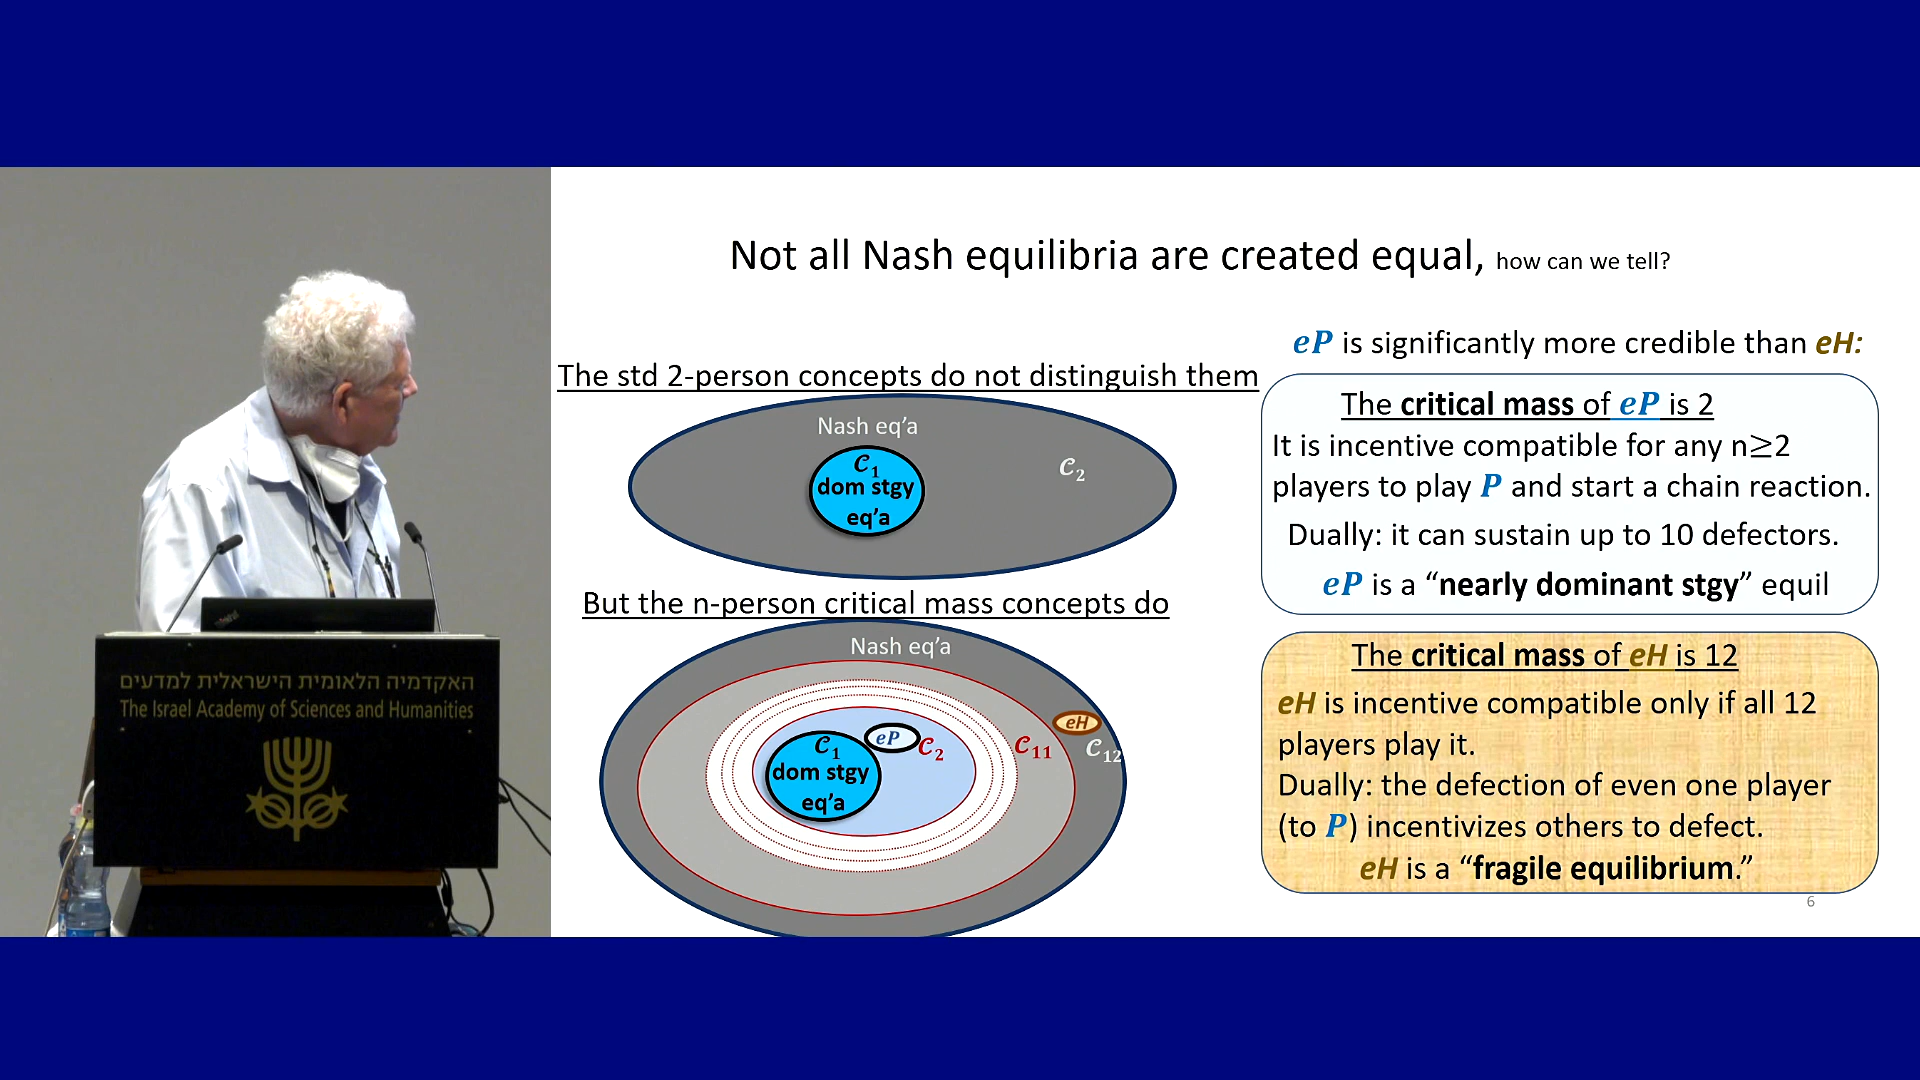 Not all Nash equilibria are created equal, how can we tell?
The std 2-person concepts do not distinguish them
Nash eq’a
𝒞1
dom stgy
eq’a
𝒞2
But the n-person critical mass concepts do
Nash eq’a
𝒞1
dom stgy
eq’a
eP
𝒞2
𝒞11
eH
𝒞12
eP is significantly more credible than eH:
The critical mass of eP is 2
It is incentive compatible for any n≥2
players to play P and start a chain reaction.
Dually: it can sustain up to 10 defectors.
eP is a “nearly dominant stgy” equil
The critical mass of eH is 12
eH is incentive compatible only if all 12
players play it.
Dually: the defection of even one player
(to P) incentivizes others to defect.
eH is a “fragile equilibrium.”
6
האקדמיה הלאומית הישראלית למדעים
The Israel Academy of Sciences and Humanities